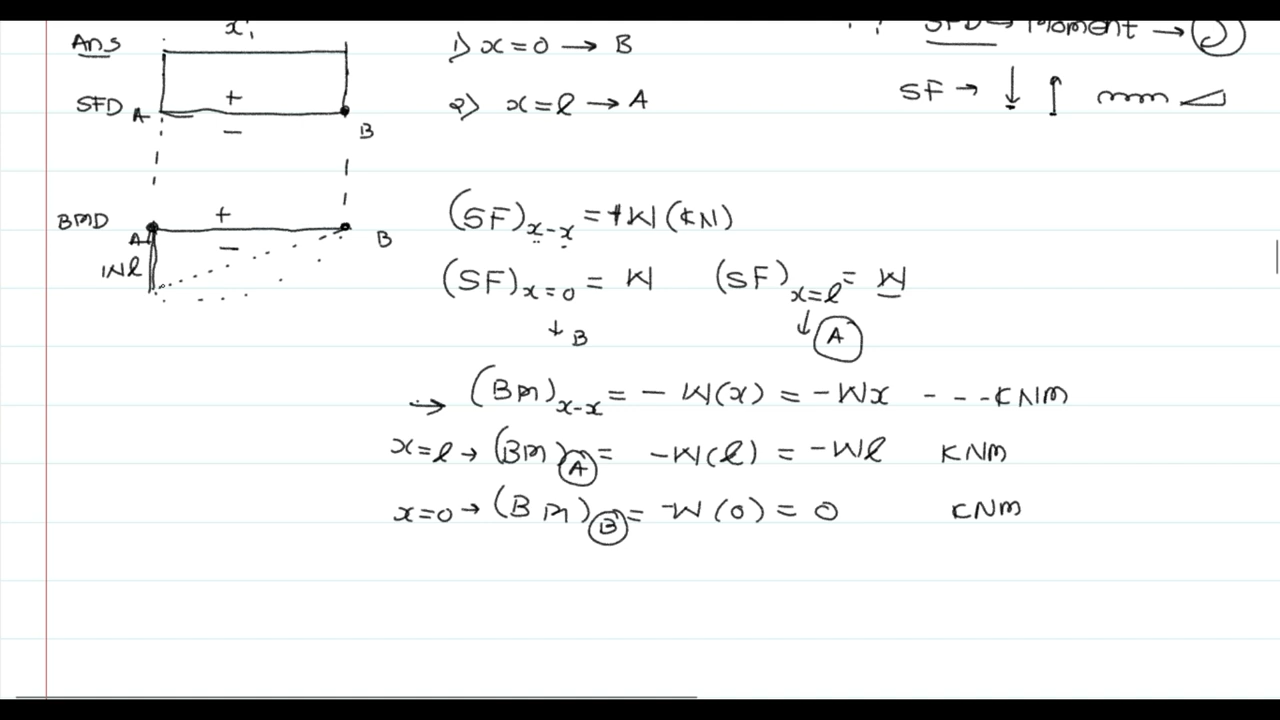 Ans x, 1) x=0 → B SFD → Moment →
SFD A + B 2) x=l → A SF → ↓ ↑
−
BMD A + B (SF)x-x = +W (KN)
Wl − (SF)x=0 = W (SF)x=l = W
↓ B ↓ A
→ (BM)x-x = − W(x) = −Wx - - - KNm
x=l → (BM)A = −W(l) = −Wl KNm
x=0 → (BM)B = −W(0) = 0 KNm